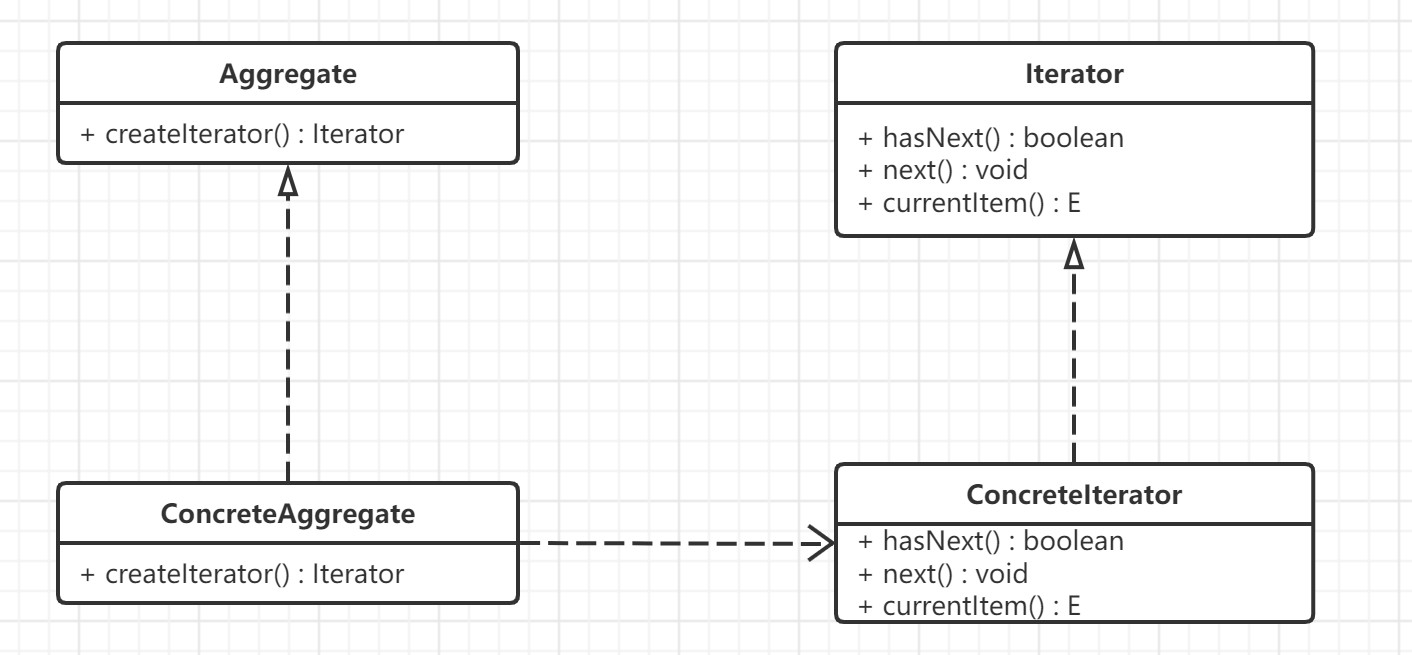 Aggregate
+ createIterator() : Iterator
Iterator
+ hasNext() : boolean
+ next() : void
+ currentItem() : E
ConcreteAggregate
+ createIterator() : Iterator
ConcreteIterator
+ hasNext() : boolean
+ next() : void
+ currentItem() : E